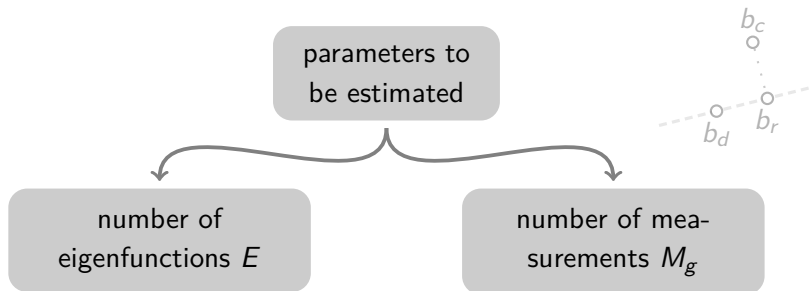 parameters to
be estimated
b_c
b_d
b_r
number of
eigenfunctions E
number of mea-
surements M_g